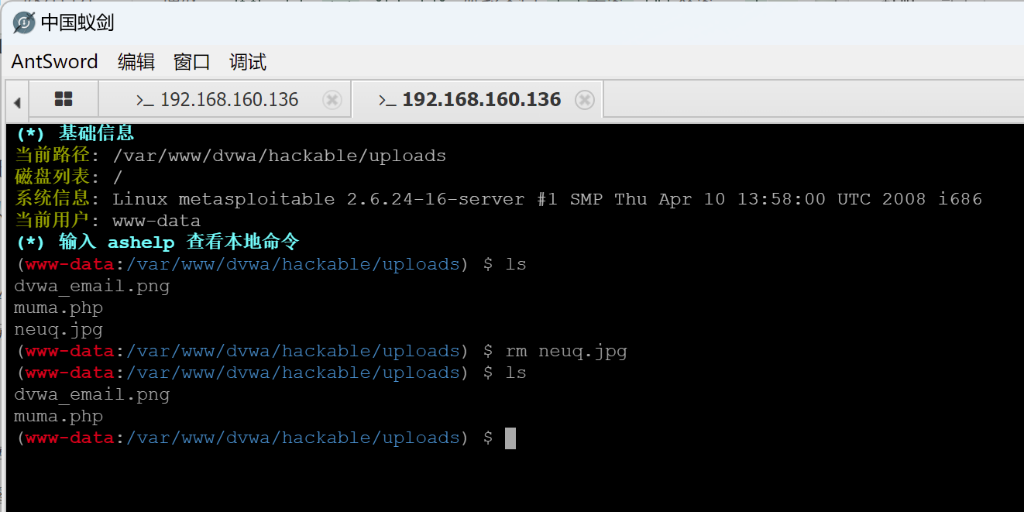 中国蚁剑
AntSword 编辑 窗口 调试
>_ 192.168.160.136 >_ 192.168.160.136
(*) 基础信息
当前路径: /var/www/dvwa/hackable/uploads
磁盘列表: /
系统信息: Linux metasploitable 2.6.24-16-server #1 SMP Thu Apr 10 13:58:00 UTC 2008 i686
当前用户: www-data
(*) 输入 ashelp 查看本地命令
(www-data:/var/www/dvwa/hackable/uploads) $ ls
dvwa_email.png
muma.php
neuq.jpg
(www-data:/var/www/dvwa/hackable/uploads) $ rm neuq.jpg
(www-data:/var/www/dvwa/hackable/uploads) $ ls
dvwa_email.png
muma.php
(www-data:/var/www/dvwa/hackable/uploads) $